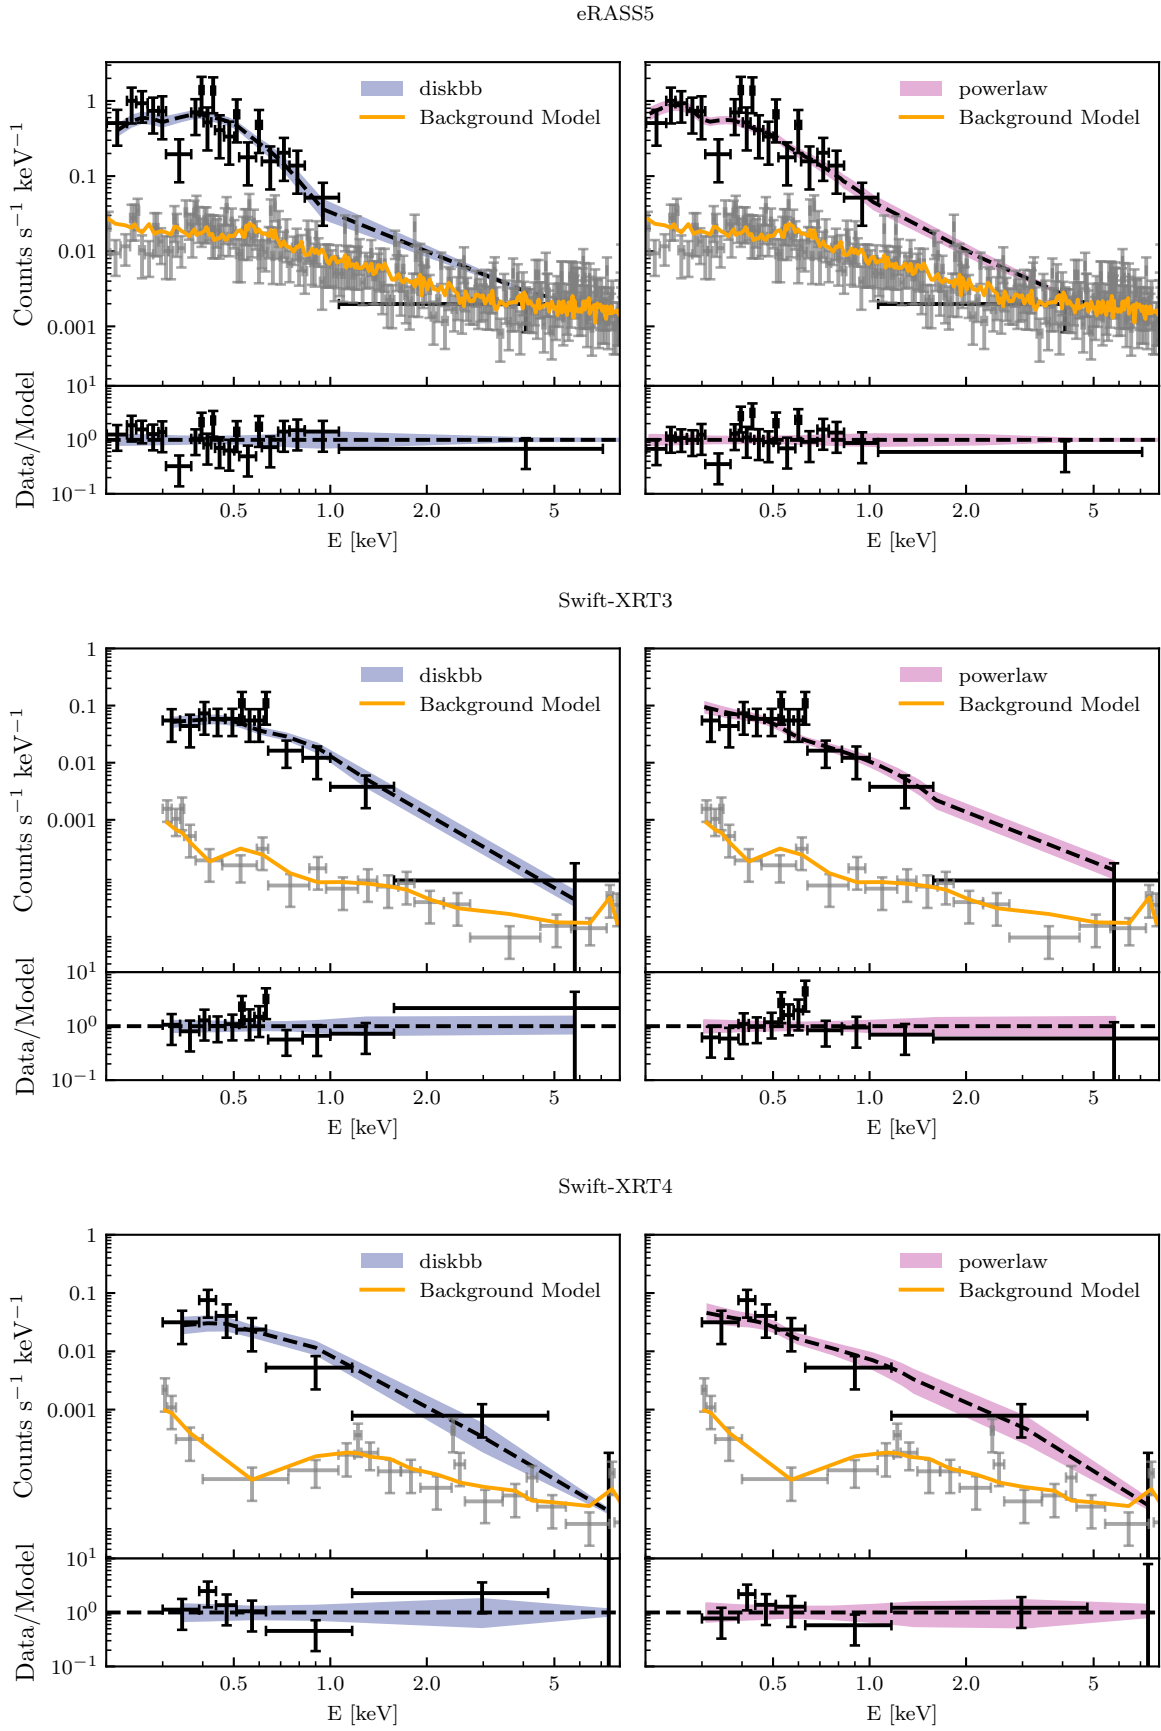 eRASS5
diskbb
Background Model
powerlaw
Background Model
Counts s⁻¹ keV⁻¹
1
0.1
0.01
0.001
Data/Model
10¹
10⁰
10⁻¹
0.5 1.0 2.0 5
0.5 1.0 2.0 5
E [keV]
E [keV]
Swift-XRT3
diskbb
Background Model
powerlaw
Background Model
Counts s⁻¹ keV⁻¹
1
0.1
0.01
0.001
Data/Model
10¹
10⁰
10⁻¹
0.5 1.0 2.0 5
0.5 1.0 2.0 5
E [keV]
E [keV]
Swift-XRT4
diskbb
Background Model
powerlaw
Background Model
Counts s⁻¹ keV⁻¹
1
0.1
0.01
0.001
Data/Model
10¹
10⁰
10⁻¹
0.5 1.0 2.0 5
0.5 1.0 2.0 5
E [keV]
E [keV]